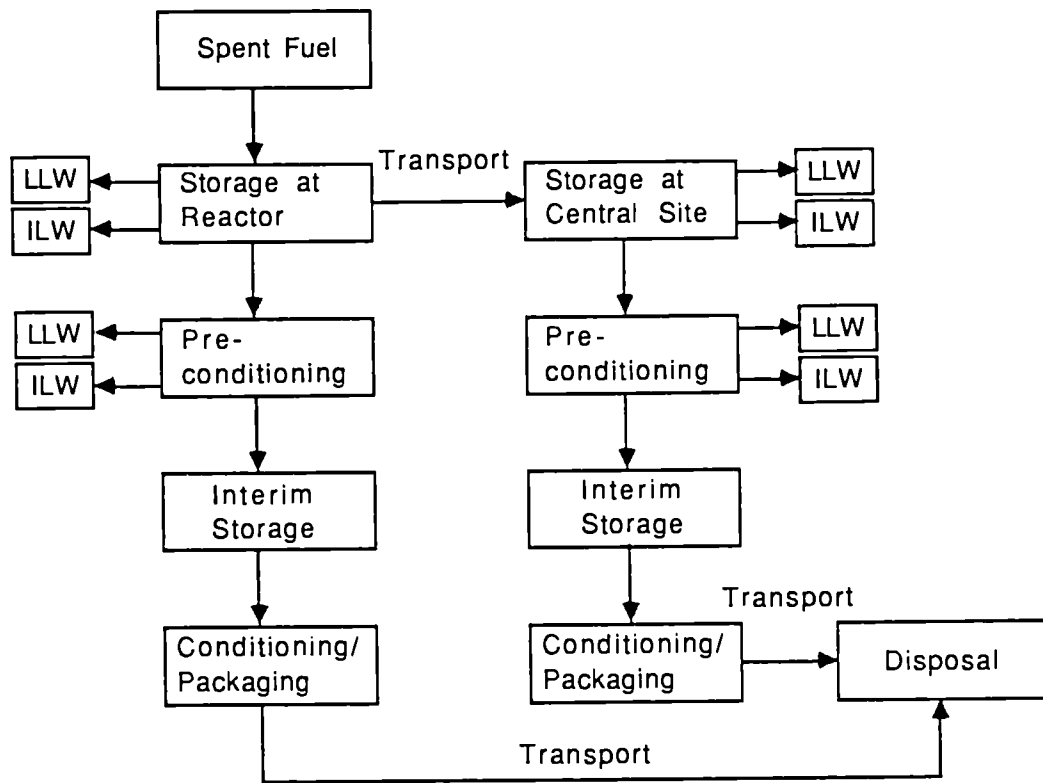 Spent Fuel
Transport
LLW
ILW
Storage at
Reactor
Storage at
Central Site
LLW
ILW
LLW
ILW
Pre-
conditioning
Pre-
conditioning
LLW
ILW
Interim
Storage
Interim
Storage
Transport
Conditioning/
Packaging
Conditioning/
Packaging
Disposal
Transport